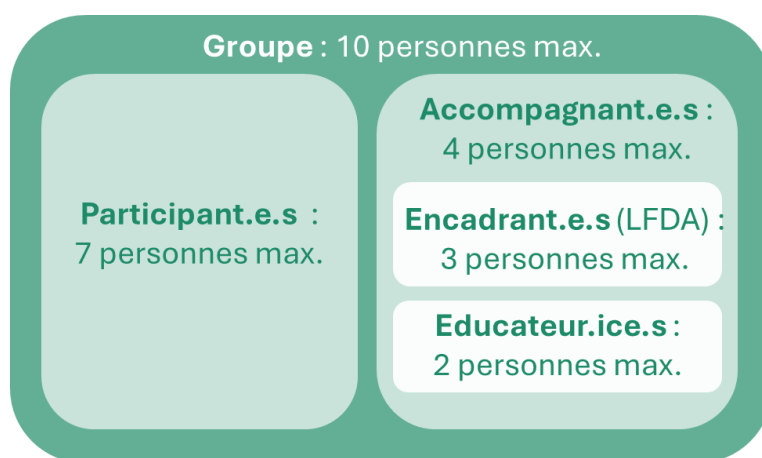 Groupe : 10 personnes max.
Participant.e.s :
7 personnes max.
Accompagnant.e.s :
4 personnes max.
Encadrant.e.s (LFDA) :
3 personnes max.
Educateur.ice.s :
2 personnes max.